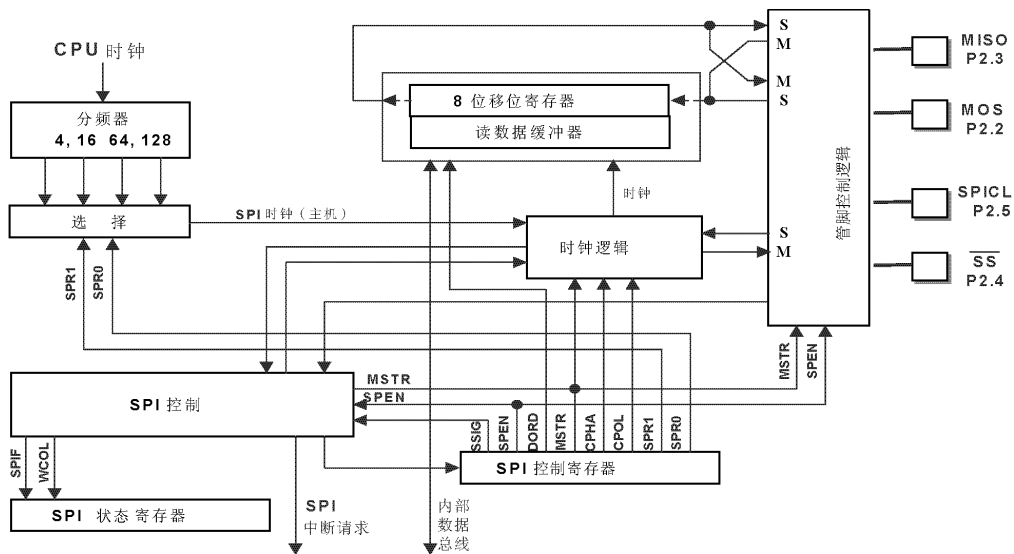 CPU 时钟
分频器
4, 16 64, 128
选 择
SPR1
SPR0
SPI 时钟（主机）
8 位移位寄存器
读数据缓冲器
时钟
时钟逻辑
S
M
M
S
S
M
管脚控制逻辑
MISO
P2.3
MOS
P2.2
SPICL
P2.5
SS
P2.4
MSTR
SPEN
SPI 控制
MSTR
SPEN
SSIG
SPEN
DORD
MSTR
CPHA
CPOL
SPR1
SPR0
SPI 控制寄存器
SPIF
WCOL
SPI 状态寄存器
SPI
中断请求
内部
数据
总线